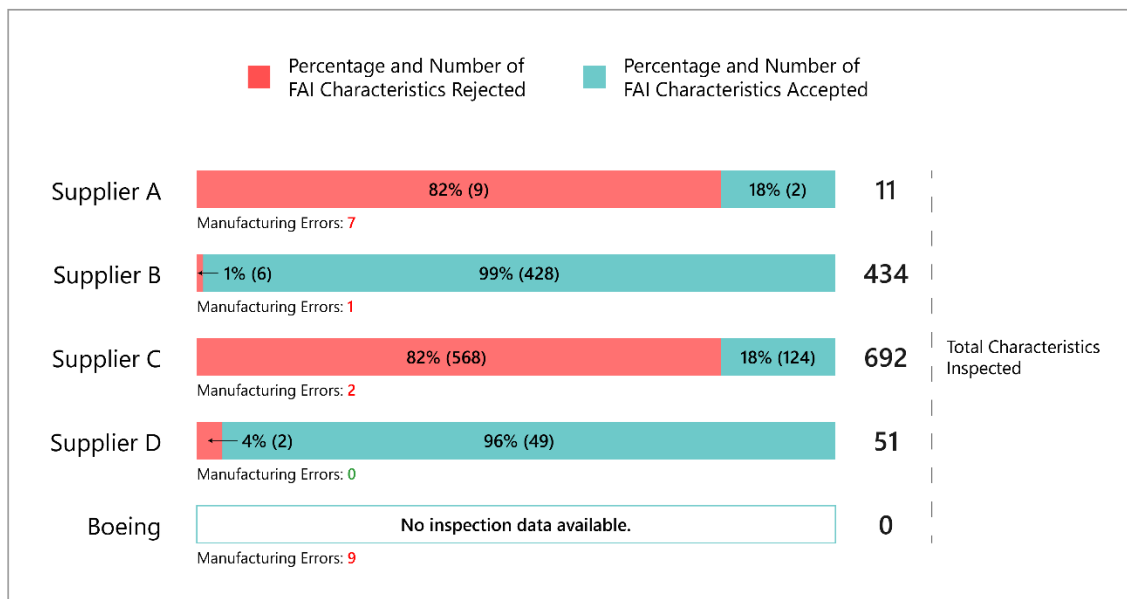 Percentage and Number of
FAI Characteristics Rejected
Percentage and Number of
FAI Characteristics Accepted
Supplier A
82% (9)
18% (2)
11
Manufacturing Errors: 7
Supplier B
1% (6)
99% (428)
434
Manufacturing Errors: 1
Supplier C
82% (568)
18% (124)
692
Total Characteristics
Inspected
Manufacturing Errors: 2
Supplier D
4% (2)
96% (49)
51
Manufacturing Errors: 0
Boeing
No inspection data available.
0
Manufacturing Errors: 9